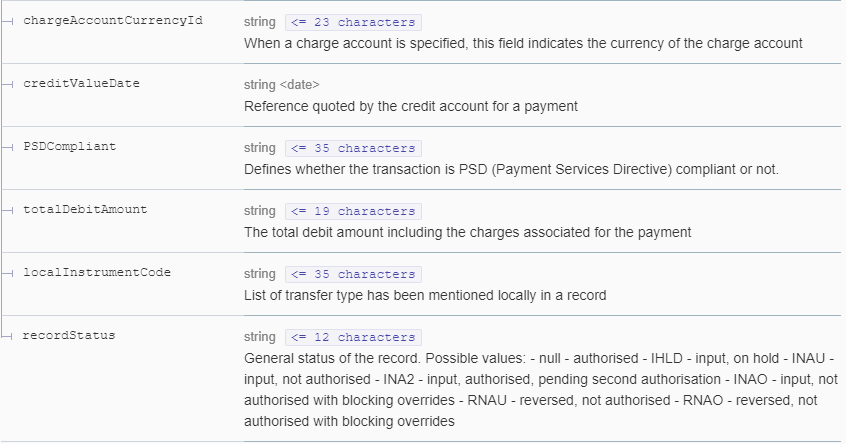 chargeAccountCurrencyId string <= 23 characters
When a charge account is specified, this field indicates the currency of the charge account
creditValueDate string <date>
Reference quoted by the credit account for a payment
PSDCompliant string <= 35 characters
Defines whether the transaction is PSD (Payment Services Directive) compliant or not.
totalDebitAmount string <= 19 characters
The total debit amount including the charges associated for the payment
localInstrumentCode string <= 35 characters
List of transfer type has been mentioned locally in a record
recordStatus string <= 12 characters
General status of the record. Possible values: - null - authorised - IHLD - input, on hold - INAU -
input, not authorised - INA2 - input, authorised, pending second authorisation - INAO - input, not
authorised with blocking overrides - RNAU - reversed, not authorised - RNAO - reversed, not
authorised with blocking overrides